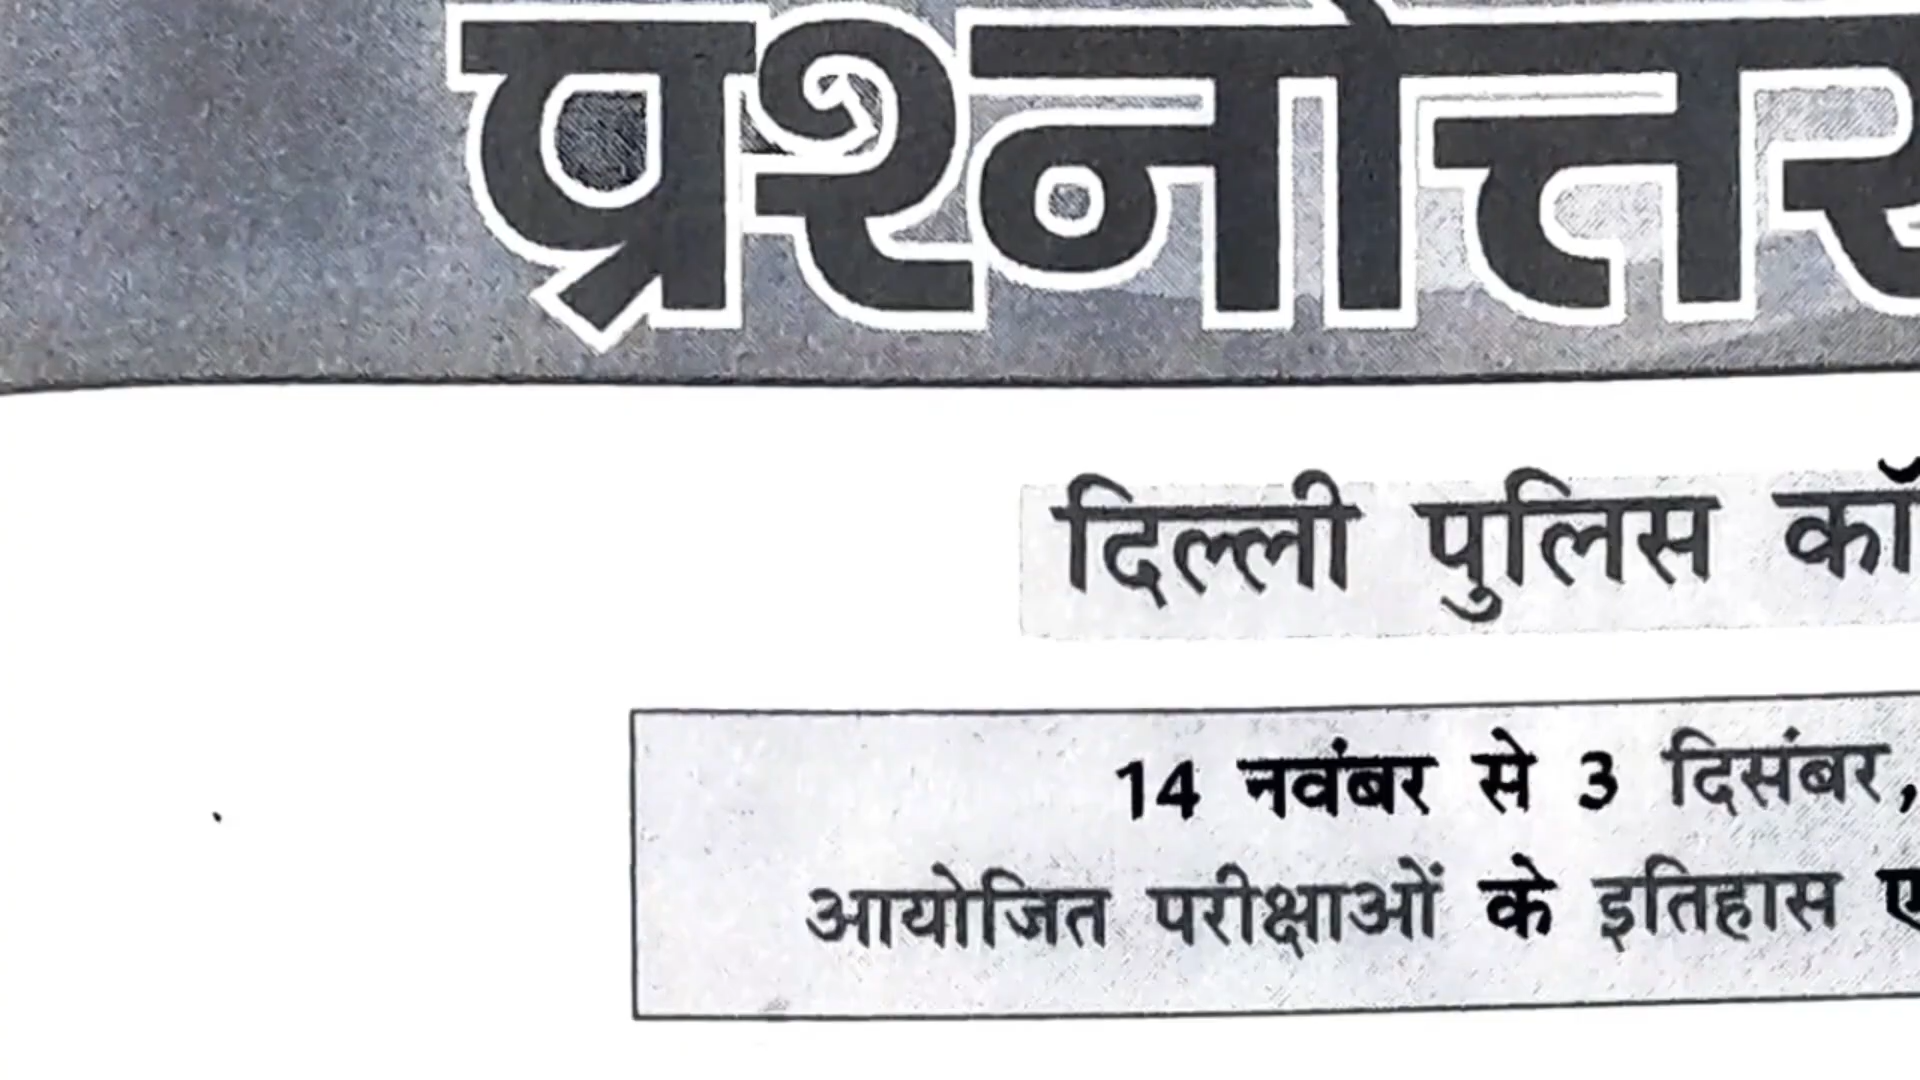 प्रश्नोत्तर
दिल्ली पुलिस कॉ
14 नवंबर से 3 दिसंबर,
आयोजित परीक्षाओं के इतिहास ए